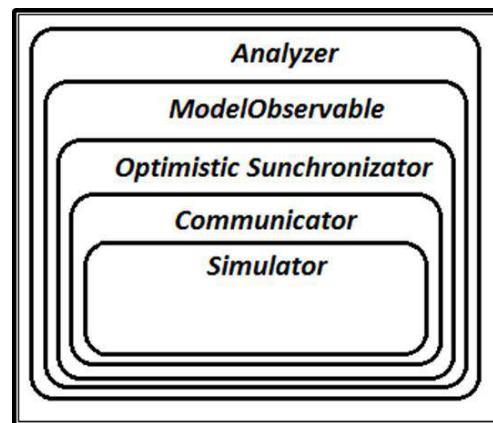 Analyzer
ModelObservable
Optimistic Sunchronizator
Communicator
Simulator